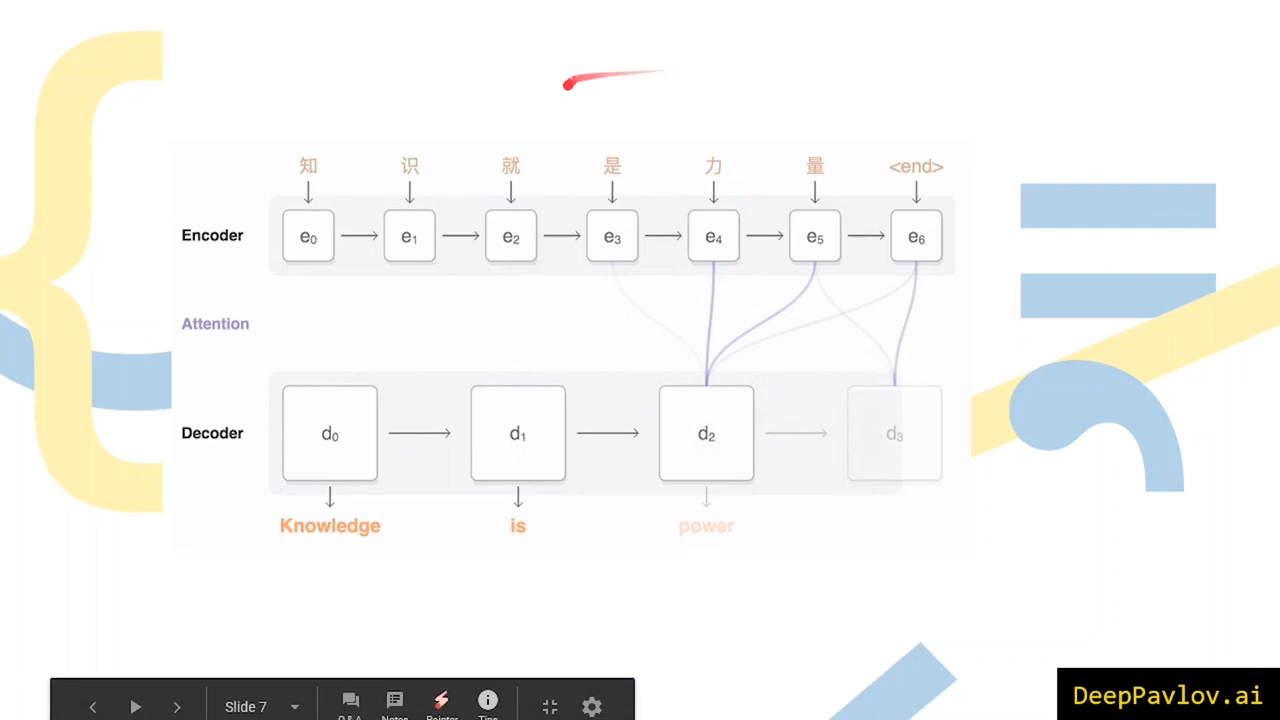 知 识 就 是 力 量 <end>
Encoder e₀ e₁ e₂ e₃ e₄ e₅ e₆
Attention
Decoder d₀ d₁ d₂ d₃
Knowledge is power
Slide 7
Q & A Notes Pointer Tips
DeepPavlov.ai